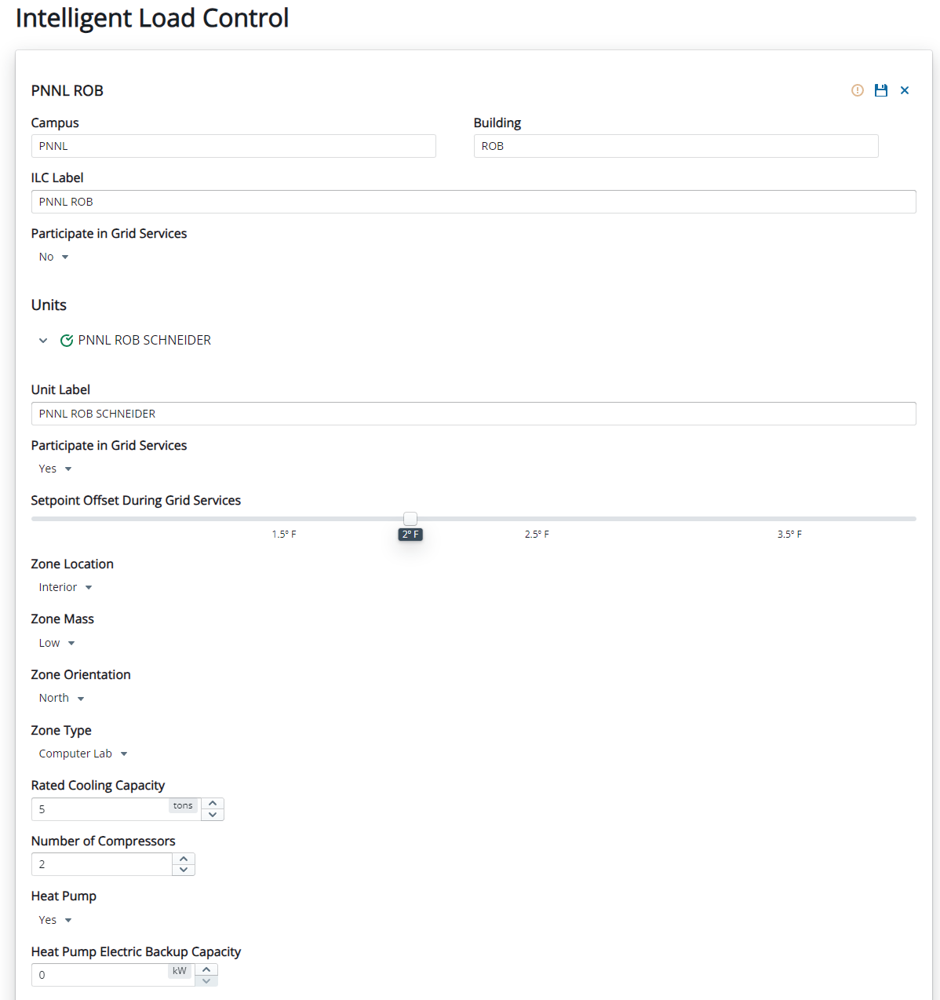 Intelligent Load Control
PNNL ROB
Campus Building
PNNL ROB
ILC Label
PNNL ROB
Participate in Grid Services
No
Units
PNNL ROB SCHNEIDER
Unit Label
PNNL ROB SCHNEIDER
Participate in Grid Services
Yes
Setpoint Offset During Grid Services
1.5° F 2° F 2.5° F 3.5° F
Zone Location
Interior
Zone Mass
Low
Zone Orientation
North
Zone Type
Computer Lab
Rated Cooling Capacity
5 tons
Number of Compressors
2
Heat Pump
Yes
Heat Pump Electric Backup Capacity
0 kW